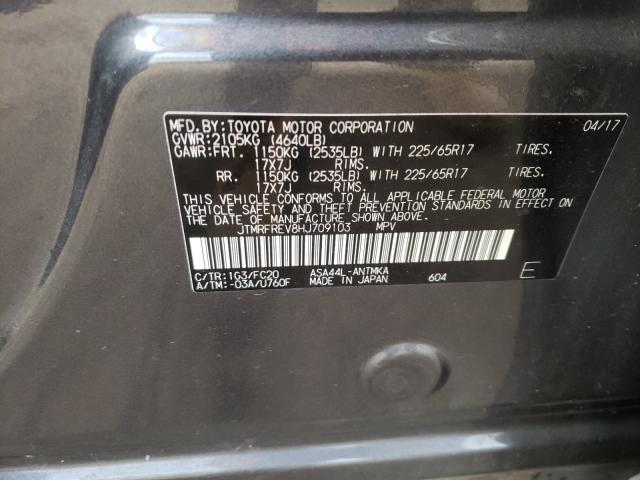 MFD.BY:TOYOTA MOTOR CORPORATION 04/17
GVWR:2105KG (4640LB)
GAWR:FRT. 1150KG (2535LB) WITH 225/65R17 TIRES.
17X7J RIMS.
RR. 1150KG (2535LB) WITH 225/65R17 TIRES.
17X7J RIMS.
THIS VEHICLE CONFORMS TO ALL APPLICABLE FEDERAL MOTOR
VEHICLE SAFETY AND THEFT PREVENTION STANDARDS IN EFFECT ON
THE DATE OF MANUFACTURE SHOWN ABOVE.
JTMRFREV8HJ709103 MPV
C/TR:1G3/FC20 ASA44L-ANTMKA
A/TM:-03A/U760F MADE IN JAPAN 604 E